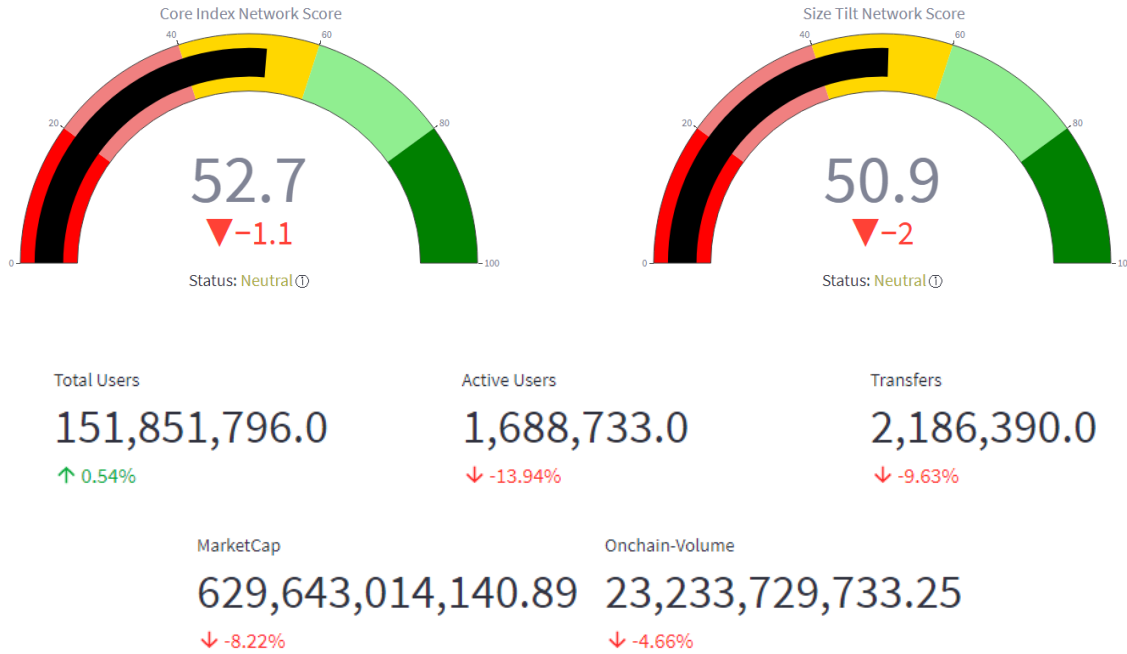 Core Index Network Score
Size Tilt Network Score
40
60
40
60
20
80
20
80
52.7
50.9
▼−1.1
▼−2
0
100
0
10
Status: Neutral ⓘ
Status: Neutral ⓘ
Total Users
Active Users
Transfers
151,851,796.0
1,688,733.0
2,186,390.0
↑ 0.54%
↓ -13.94%
↓ -9.63%
MarketCap
Onchain-Volume
629,643,014,140.89
23,233,729,733.25
↓ -8.22%
↓ -4.66%